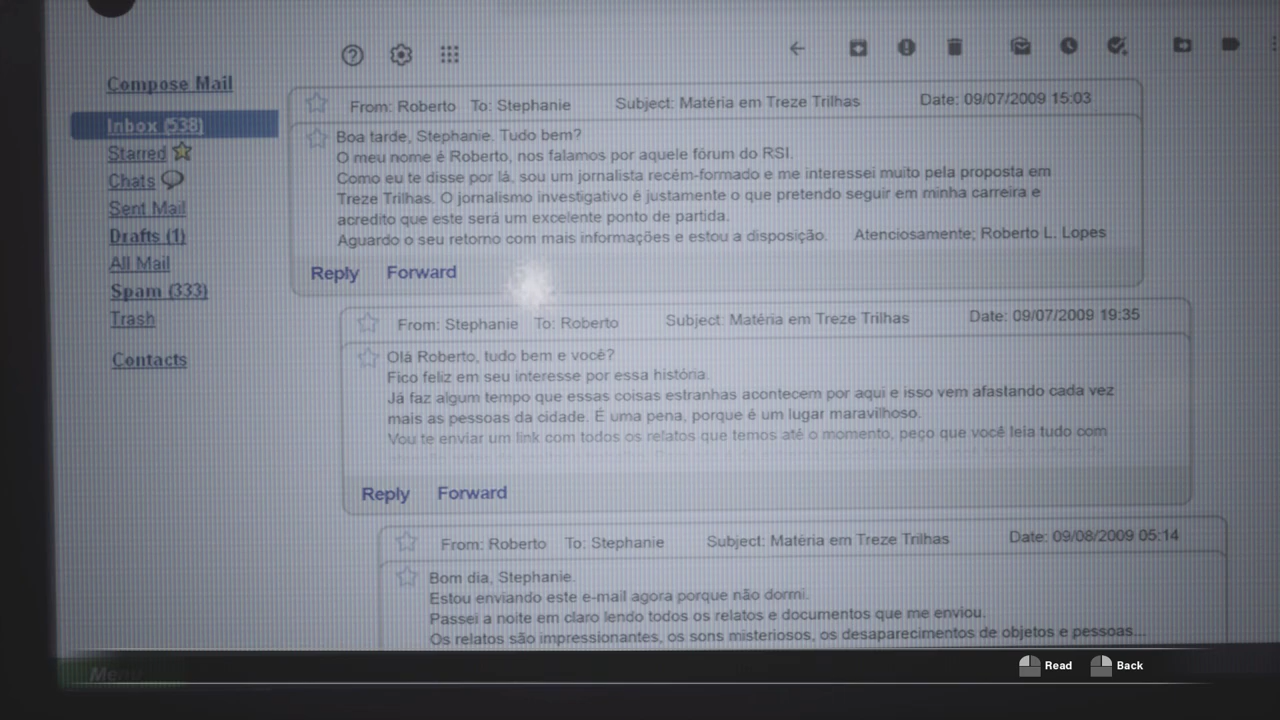 Compose Mail
Inbox (538)
Starred
Chats
Sent Mail
Drafts (1)
All Mail
Spam (333)
Trash
Contacts
From: Roberto To: Stephanie Subject: Matéria em Treze Trilhas Date: 09/07/2009 15:03
Boa tarde, Stephanie. Tudo bem?
O meu nome é Roberto, nos falamos por aquele fórum do RSI.
Como eu te disse por lá, sou um jornalista recém-formado e me interessei muito pela proposta em
Treze Trilhas. O jornalismo investigativo é justamente o que pretendo seguir em minha carreira e
acredito que este será um excelente ponto de partida.
Aguardo o seu retorno com mais informações e estou a disposição. Atenciosamente; Roberto L. Lopes
Reply Forward
From: Stephanie To: Roberto Subject: Matéria em Treze Trilhas Date: 09/07/2009 19:35
Olá Roberto, tudo bem e você?
Fico feliz em seu interesse por essa história.
Já faz algum tempo que essas coisas estranhas acontecem por aqui e isso vem afastando cada vez
mais as pessoas da cidade. É uma pena, porque é um lugar maravilhoso.
Vou te enviar um link com todos os relatos que temos até o momento, peço que você leia tudo com
Reply Forward
From: Roberto To: Stephanie Subject: Matéria em Treze Trilhas Date: 09/08/2009 05:14
Bom dia, Stephanie.
Estou enviando este e-mail agora porque não dormi.
Passei a noite em claro lendo todos os relatos e documentos que me enviou.
Os relatos são impressionantes, os sons misteriosos, os desaparecimentos de objetos e pessoas...
Menu
Read Back